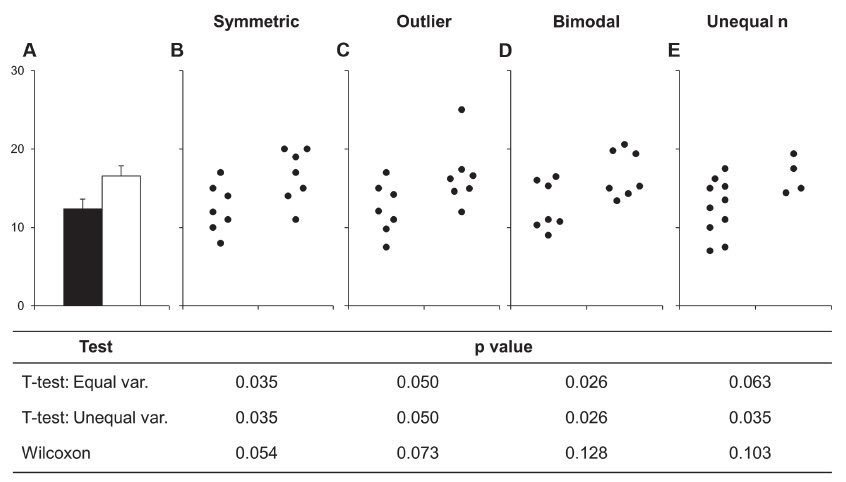 Symmetric Outlier Bimodal Unequal n
A B C D E
30
20
10
0
Test p value
T-test: Equal var. 0.035 0.050 0.026 0.063
T-test: Unequal var. 0.035 0.050 0.026 0.035
Wilcoxon 0.054 0.073 0.128 0.103